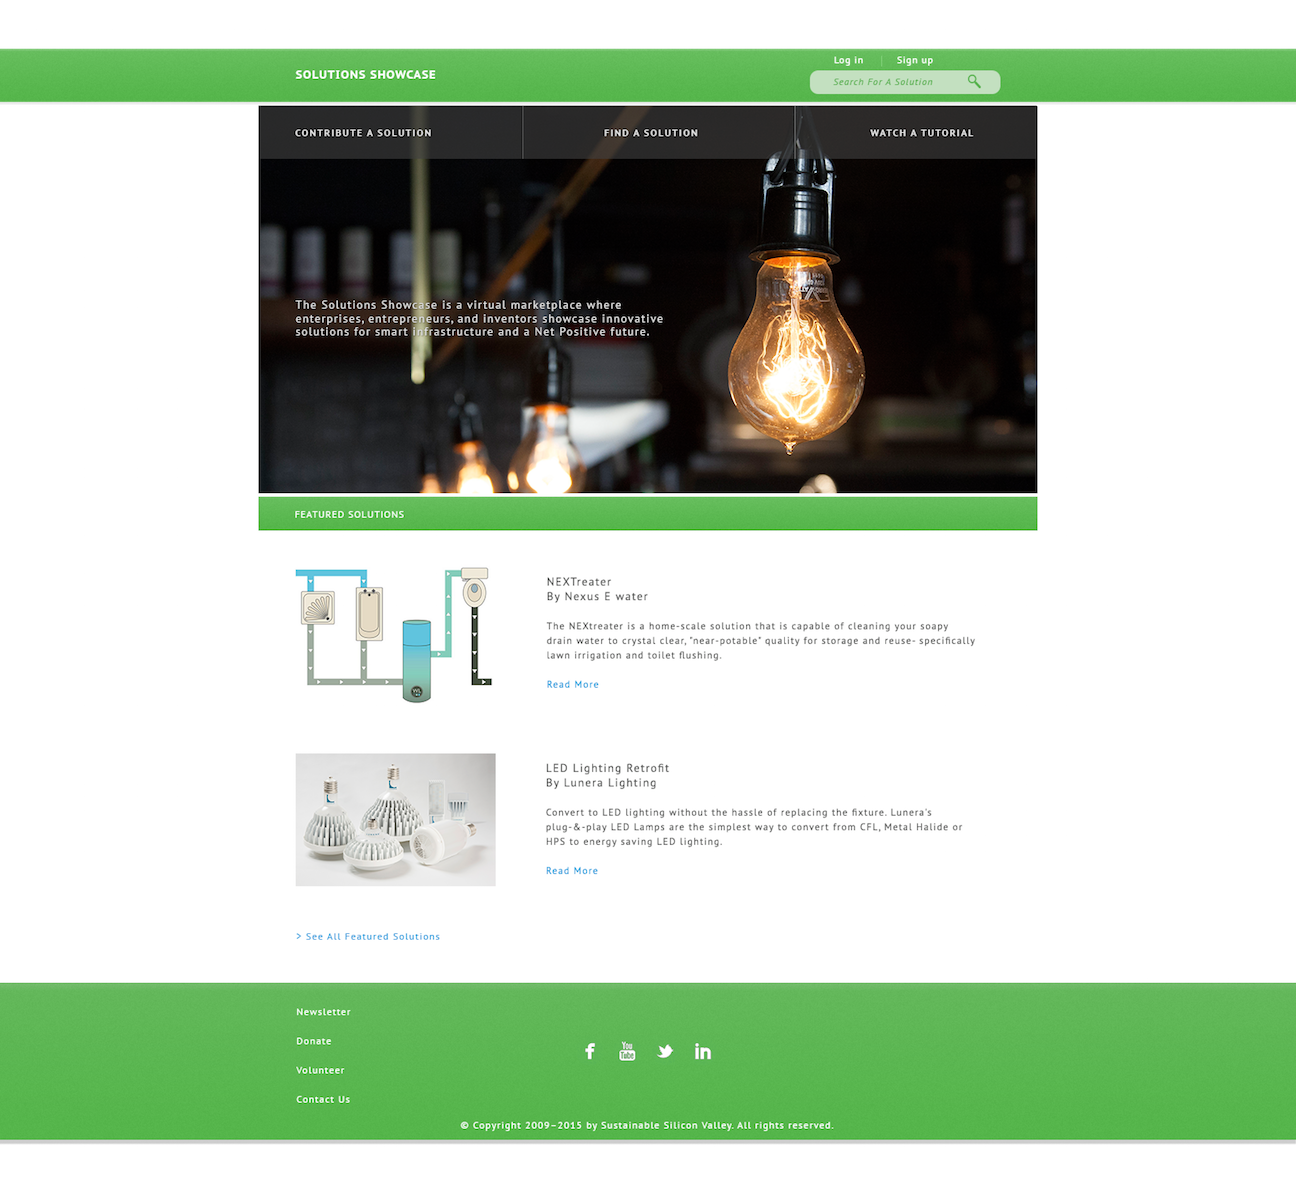 Log in
Sign up
SOLUTIONS SHOWCASE
Search For A Solution
CONTRIBUTE A SOLUTION
FIND A SOLUTION
WATCH A TUTORIAL
The Solutions Showcase is a virtual marketplace where
enterprises, entrepreneurs, and inventors showcase innovative
solutions for smart infrastructure and a Net Positive future.
FEATURED SOLUTIONS
NEXTreater
By Nexus E water
The NEXtreater is a home-scale solution that is capable of cleaning your soapy
drain water to crystal clear, "near-potable" quality for storage and reuse- specifically
lawn irrigation and toilet flushing.
Read More
LED Lighting Retrofit
By Lunera Lighting
Convert to LED lighting without the hassle of replacing the fixture. Lunera's
plug-&-play LED Lamps are the simplest way to convert from CFL, Metal Halide or
HPS to energy saving LED lighting.
Read More
> See All Featured Solutions
Newsletter
Donate
Volunteer
Contact Us
You
Tube
© Copyright 2009–2015 by Sustainable Silicon Valley. All rights reserved.